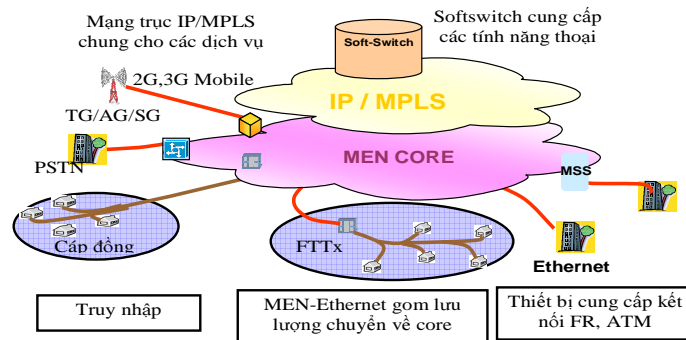 Mạng trục IP/MPLS
chung cho các dịch vụ
Softswitch cung cấp
các tính năng thoại
Soft-Switch
2G,3G Mobile
IP / MPLS
TG/AG/SG
MEN CORE
PSTN
MSS
Cáp đồng
FTTx
Ethernet
Truy nhập
MEN-Ethernet gom lưu
lượng chuyển về core
Thiết bị cung cấp kết
nối FR, ATM